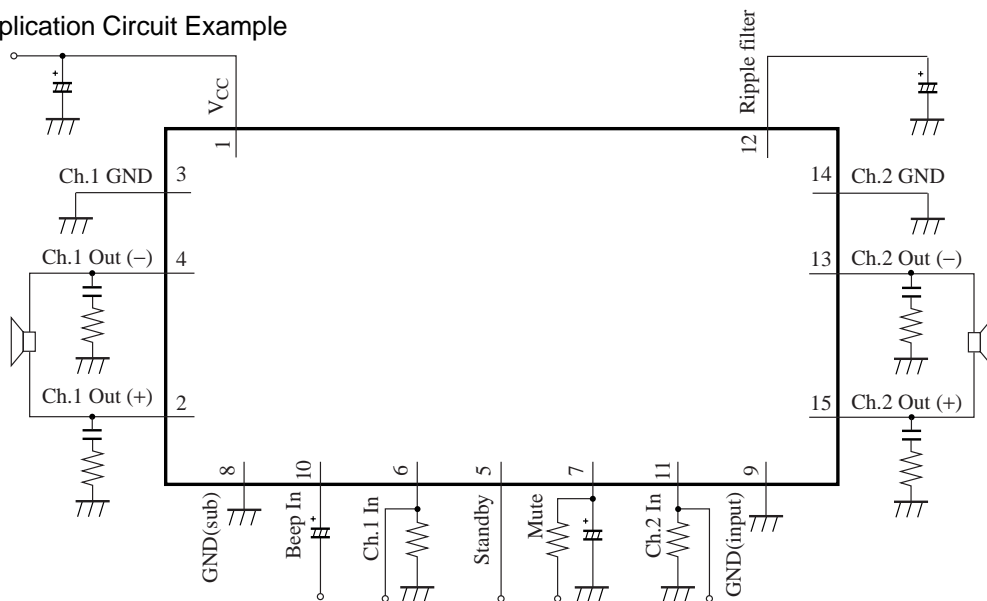 plication Circuit Example
VCC
1
Ripple filter
12
Ch.1 GND
3
14
Ch.2 GND
Ch.1 Out (−)
4
13
Ch.2 Out (−)
Ch.1 Out (+)
2
15
Ch.2 Out (+)
8
10
6
5
7
11
9
GND(sub)
Beep In
Ch.1 In
Standby
Mute
Ch.2 In
GND(input)
+
+
+
+